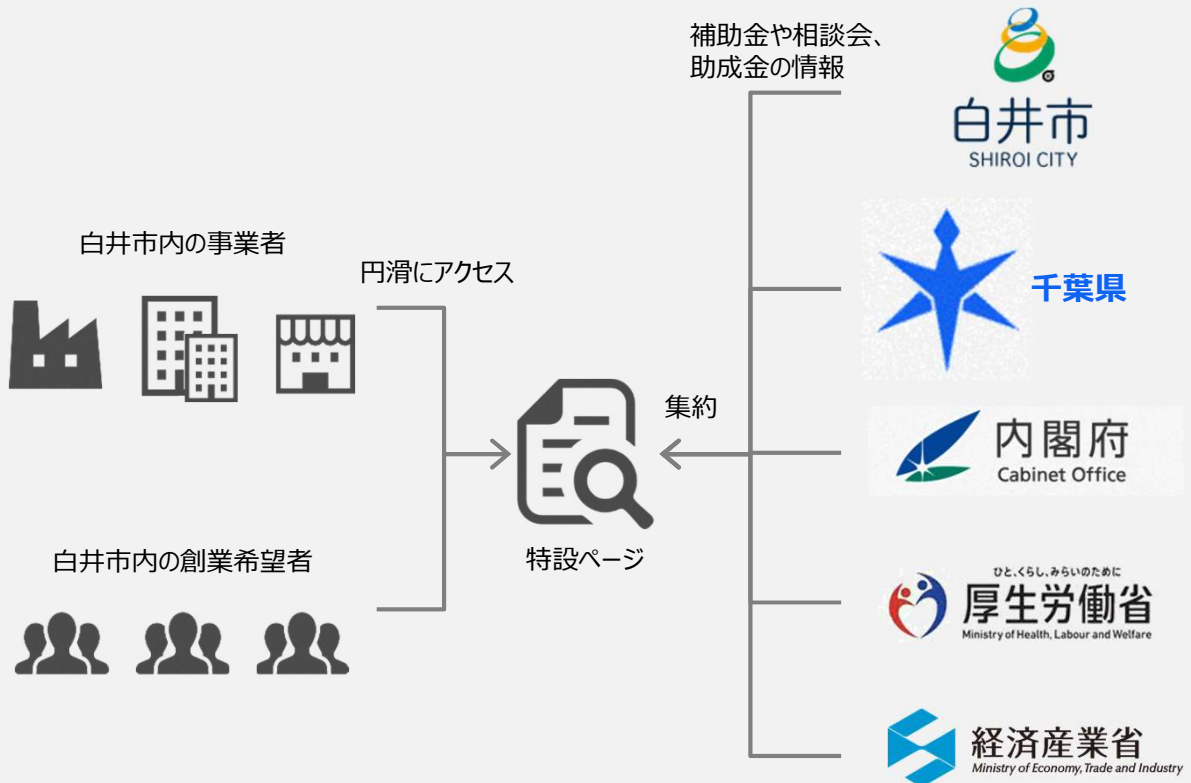 補助金や相談会、
助成金の情報
白井市
SHIROI CITY
白井市内の事業者
円滑にアクセス
千葉県
集約
内閣府
Cabinet Office
白井市内の創業希望者
特設ページ
ひと、くらし、みらいのために
厚生労働省
Ministry of Health, Labour and Welfare
経済産業省
Ministry of Economy, Trade and Industry